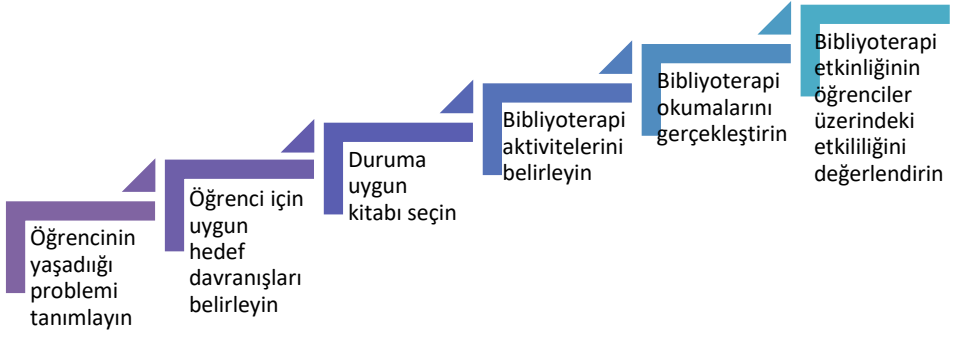 Öğrencinin
yaşadıığı
problemi
tanımlayın
Öğrenci için
uygun
hedef
davranışları
belirleyin
Duruma
uygun
kitabı seçin
Bibliyoterapi
aktivitelerini
belirleyin
Bibliyoterapi
okumalarını
gerçekleştirin
Bibliyoterapi
etkinliğinin
öğrenciler
üzerindeki
etkililiğini
değerlendirin